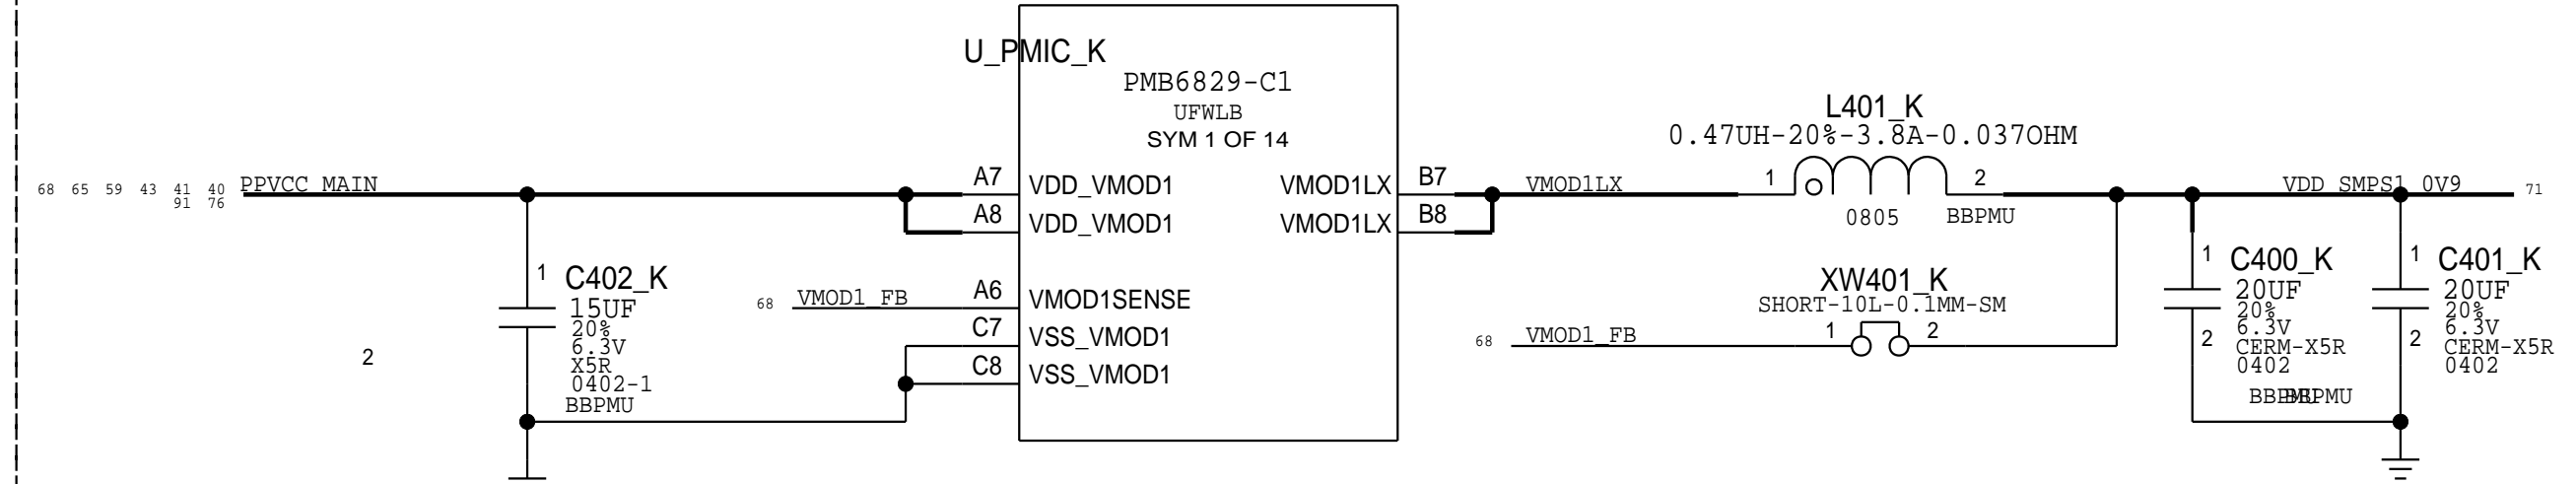 U_PMIC_K
PMB6829-C1
UFWLB
SYM 1 OF 14
68 65 59 43 41 40
91 76
PPVCC_MAIN
A7 VDD_VMOD1
A8 VDD_VMOD1
A6 VMOD1SENSE
C7 VSS_VMOD1
C8 VSS_VMOD1
68 VMOD1_FB
1
C402_K
15UF
20%
6.3V
X5R
0402-1
BBPMU
2
VMOD1LX B7
VMOD1LX B8
VMOD1LX
L401_K
0.47UH-20%-3.8A-0.037OHM
1 2
0805 BBPMU
XW401_K
SHORT-10L-0.1MM-SM
68 VMOD1_FB 1 2
VDD_SMPS1_0V9 71
1
C400_K
20UF
20%
6.3V
2
CERM-X5R
0402
BBPMU
1
C401_K
20UF
20%
6.3V
2
CERM-X5R
0402
BBPMU